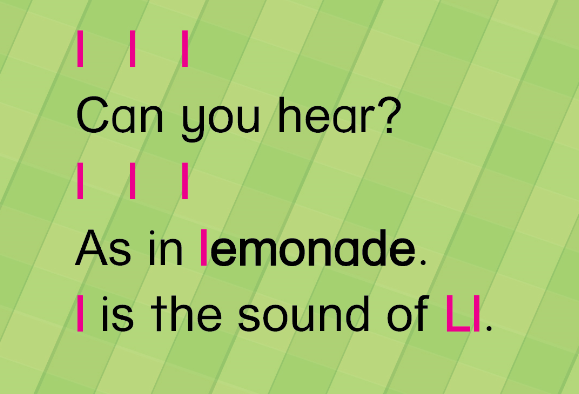 l l l
Can you hear?
l l l
As in lemonade.
l is the sound of Ll.